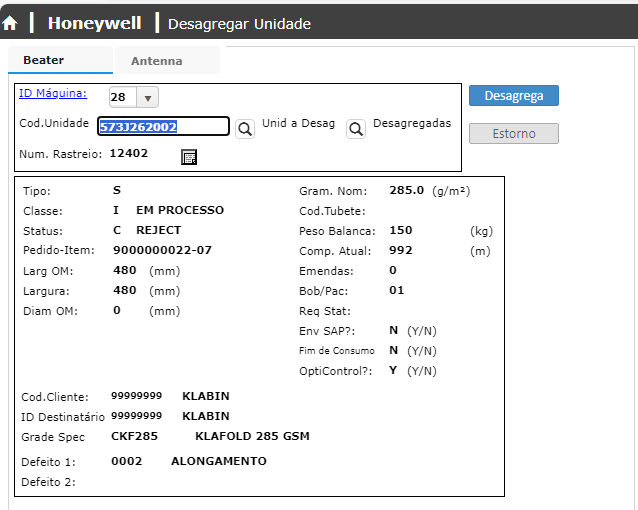 Honeywell | Desagregar Unidade
Beater Antenna
ID Máquina: 28 Desagrega
Cod.Unidade 573J262002 Unid a Desag Desagregadas Estorno
Num. Rastreio: 12402
Tipo: S Gram. Nom: 285.0 (g/m²)
Classe: I EM PROCESSO Cod.Tubete:
Status: C REJECT Peso Balanca: 150 (kg)
Pedido-Item: 9000000022-07 Comp. Atual: 992 (m)
Larg OM: 480 (mm) Emendas: 0
Largura: 480 (mm) Bob/Pac: 01
Diam OM: 0 (mm) Req Stat:
Env SAP?: N (Y/N)
Fim de Consumo N (Y/N)
OptiControl?: Y (Y/N)
Cod.Cliente: 99999999 KLABIN
ID Destinatário 99999999 KLABIN
Grade Spec CKF285 KLAFOLD 285 GSM
Defeito 1: 0002 ALONGAMENTO
Defeito 2: